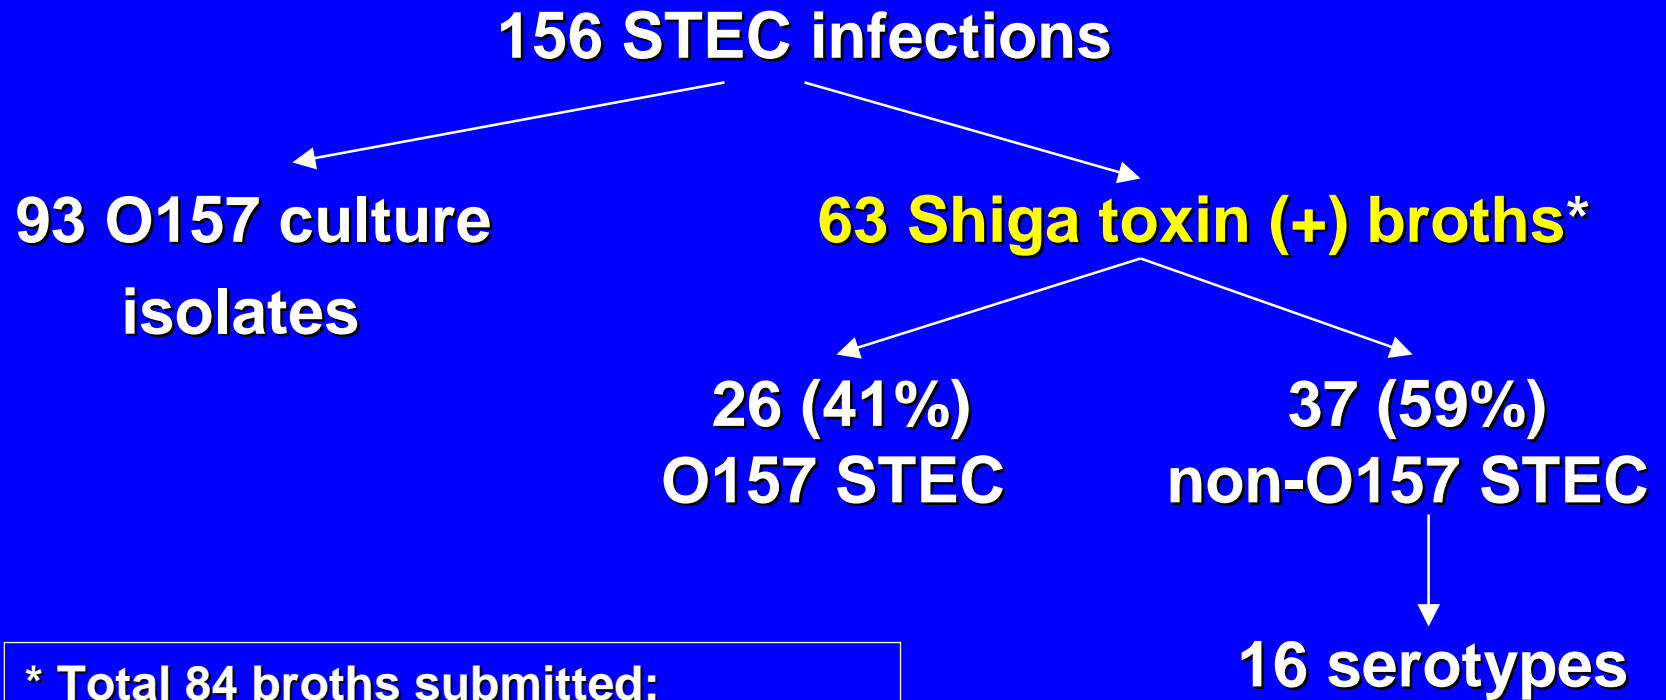 156 STEC infections
93 O157 culture
isolates
63 Shiga toxin (+) broths*
26 (41%)
O157 STEC
37 (59%)
non-O157 STEC
16 serotypes
* Total 84 broths submitted: